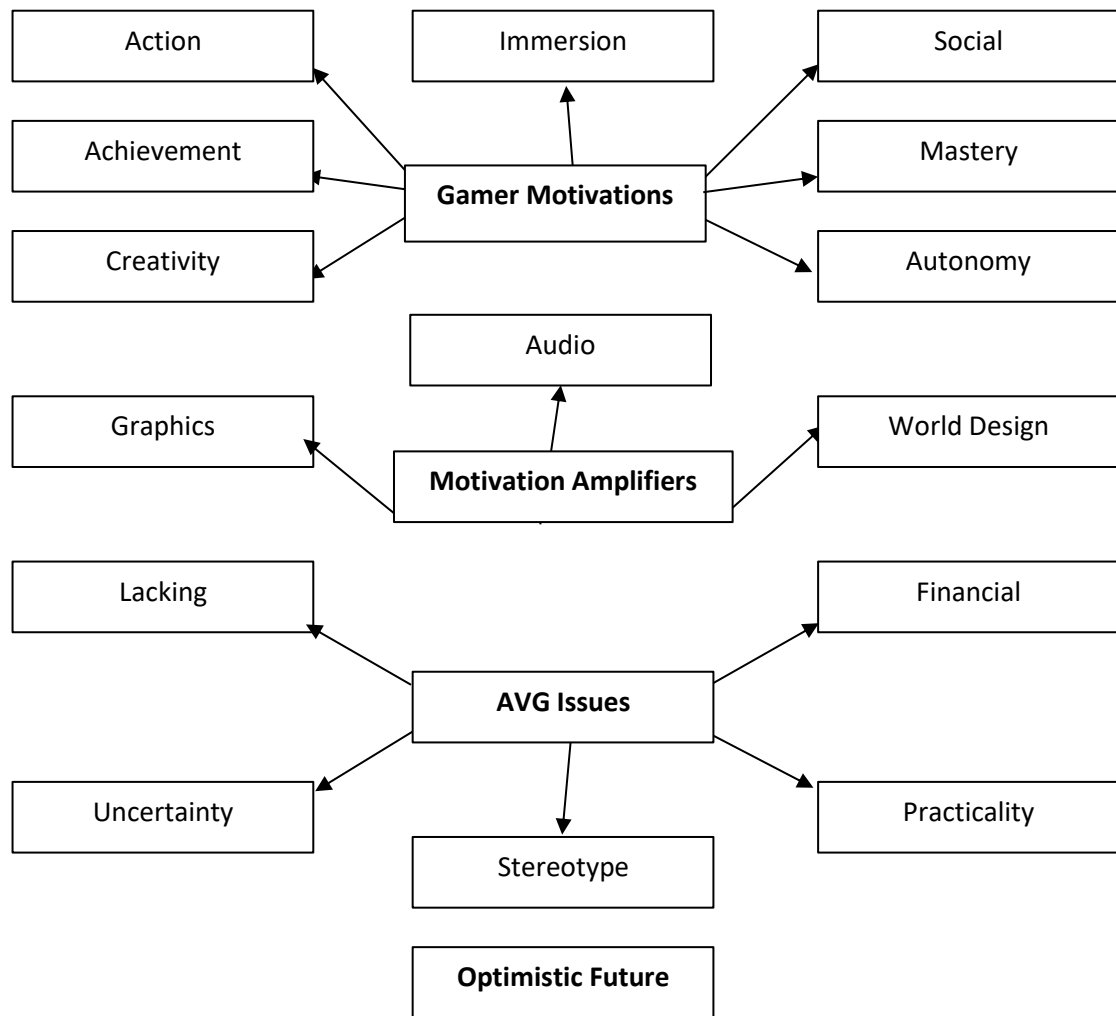 Action
Immersion
Social
Achievement
Mastery
Gamer Motivations
Creativity
Autonomy
Audio
Graphics
World Design
Motivation Amplifiers
Lacking
Financial
AVG Issues
Uncertainty
Practicality
Stereotype
Optimistic Future